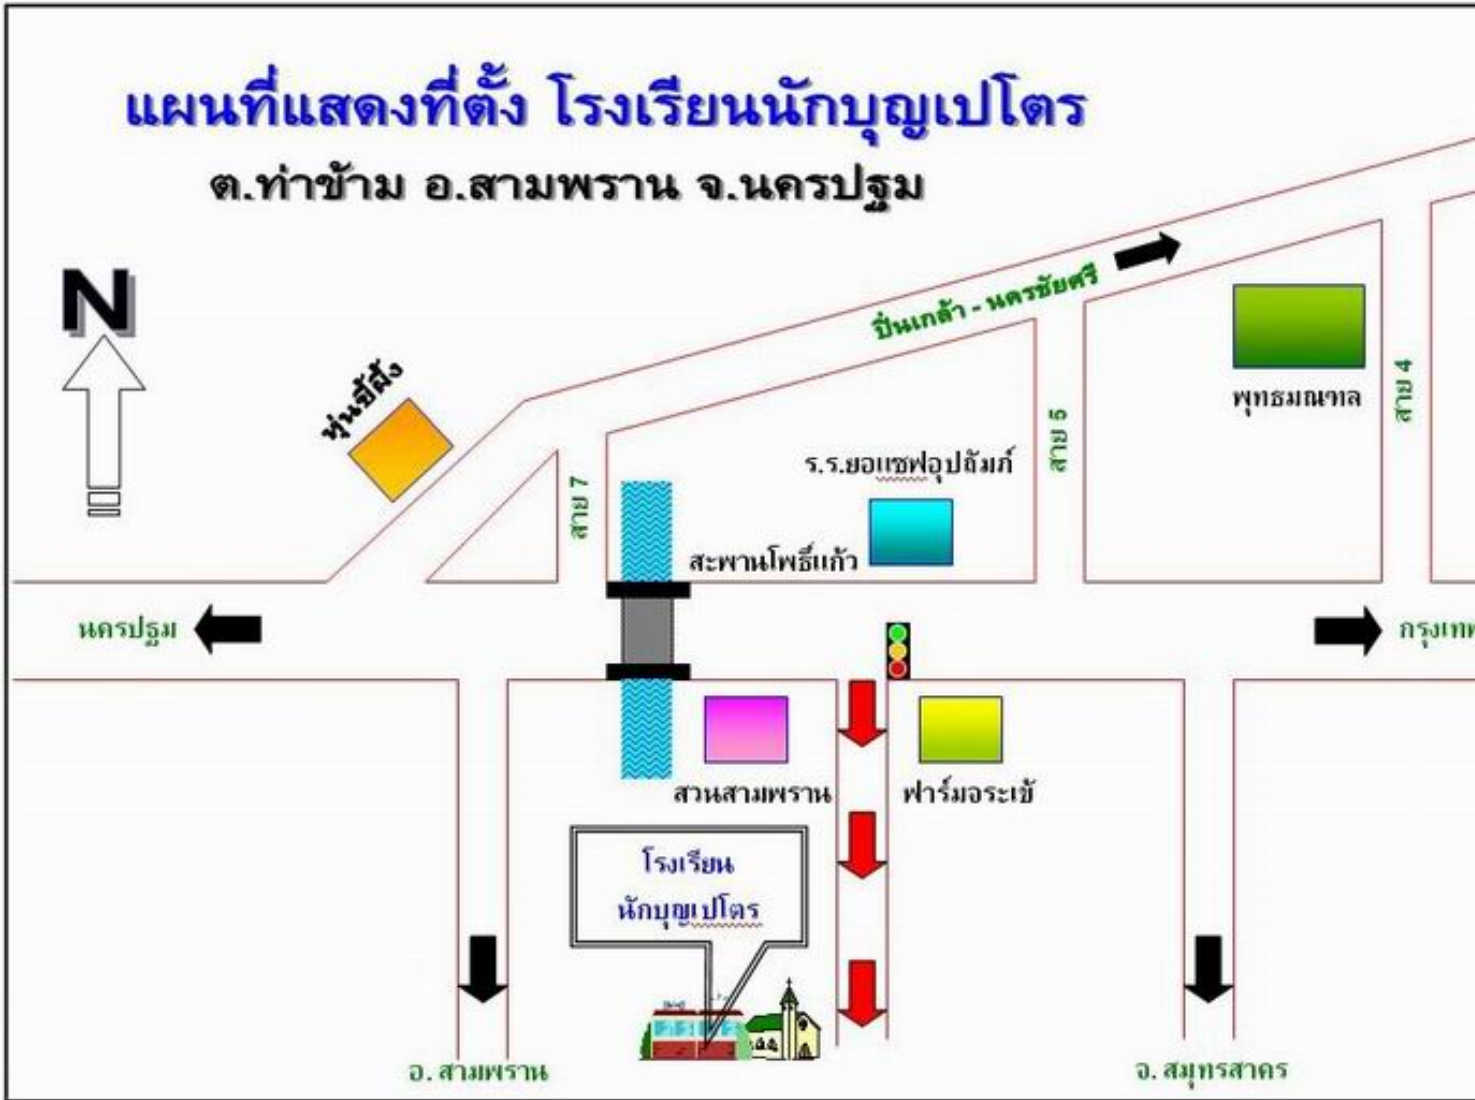 แผนที่แสดงที่ตั้ง โรงเรียนนักบุญเปโตร
ต.ท่าข้าม อ.สามพราน จ.นครปฐม
N
ปิ่นเกล้า - นครชัยศรี
หุ่นขี้ผึ้ง
พุทธมณฑล
สาย 4
สาย 5
ร.ร.ยอแซฟอุปถัมภ์
สาย 7
สะพานโพธิ์แก้ว
นครปฐม
กรุงเทพ
สวนสามพราน
ฟาร์มจระเข้
โรงเรียน
นักบุญเปโตร
อ. สามพราน
จ. สมุทรสาคร